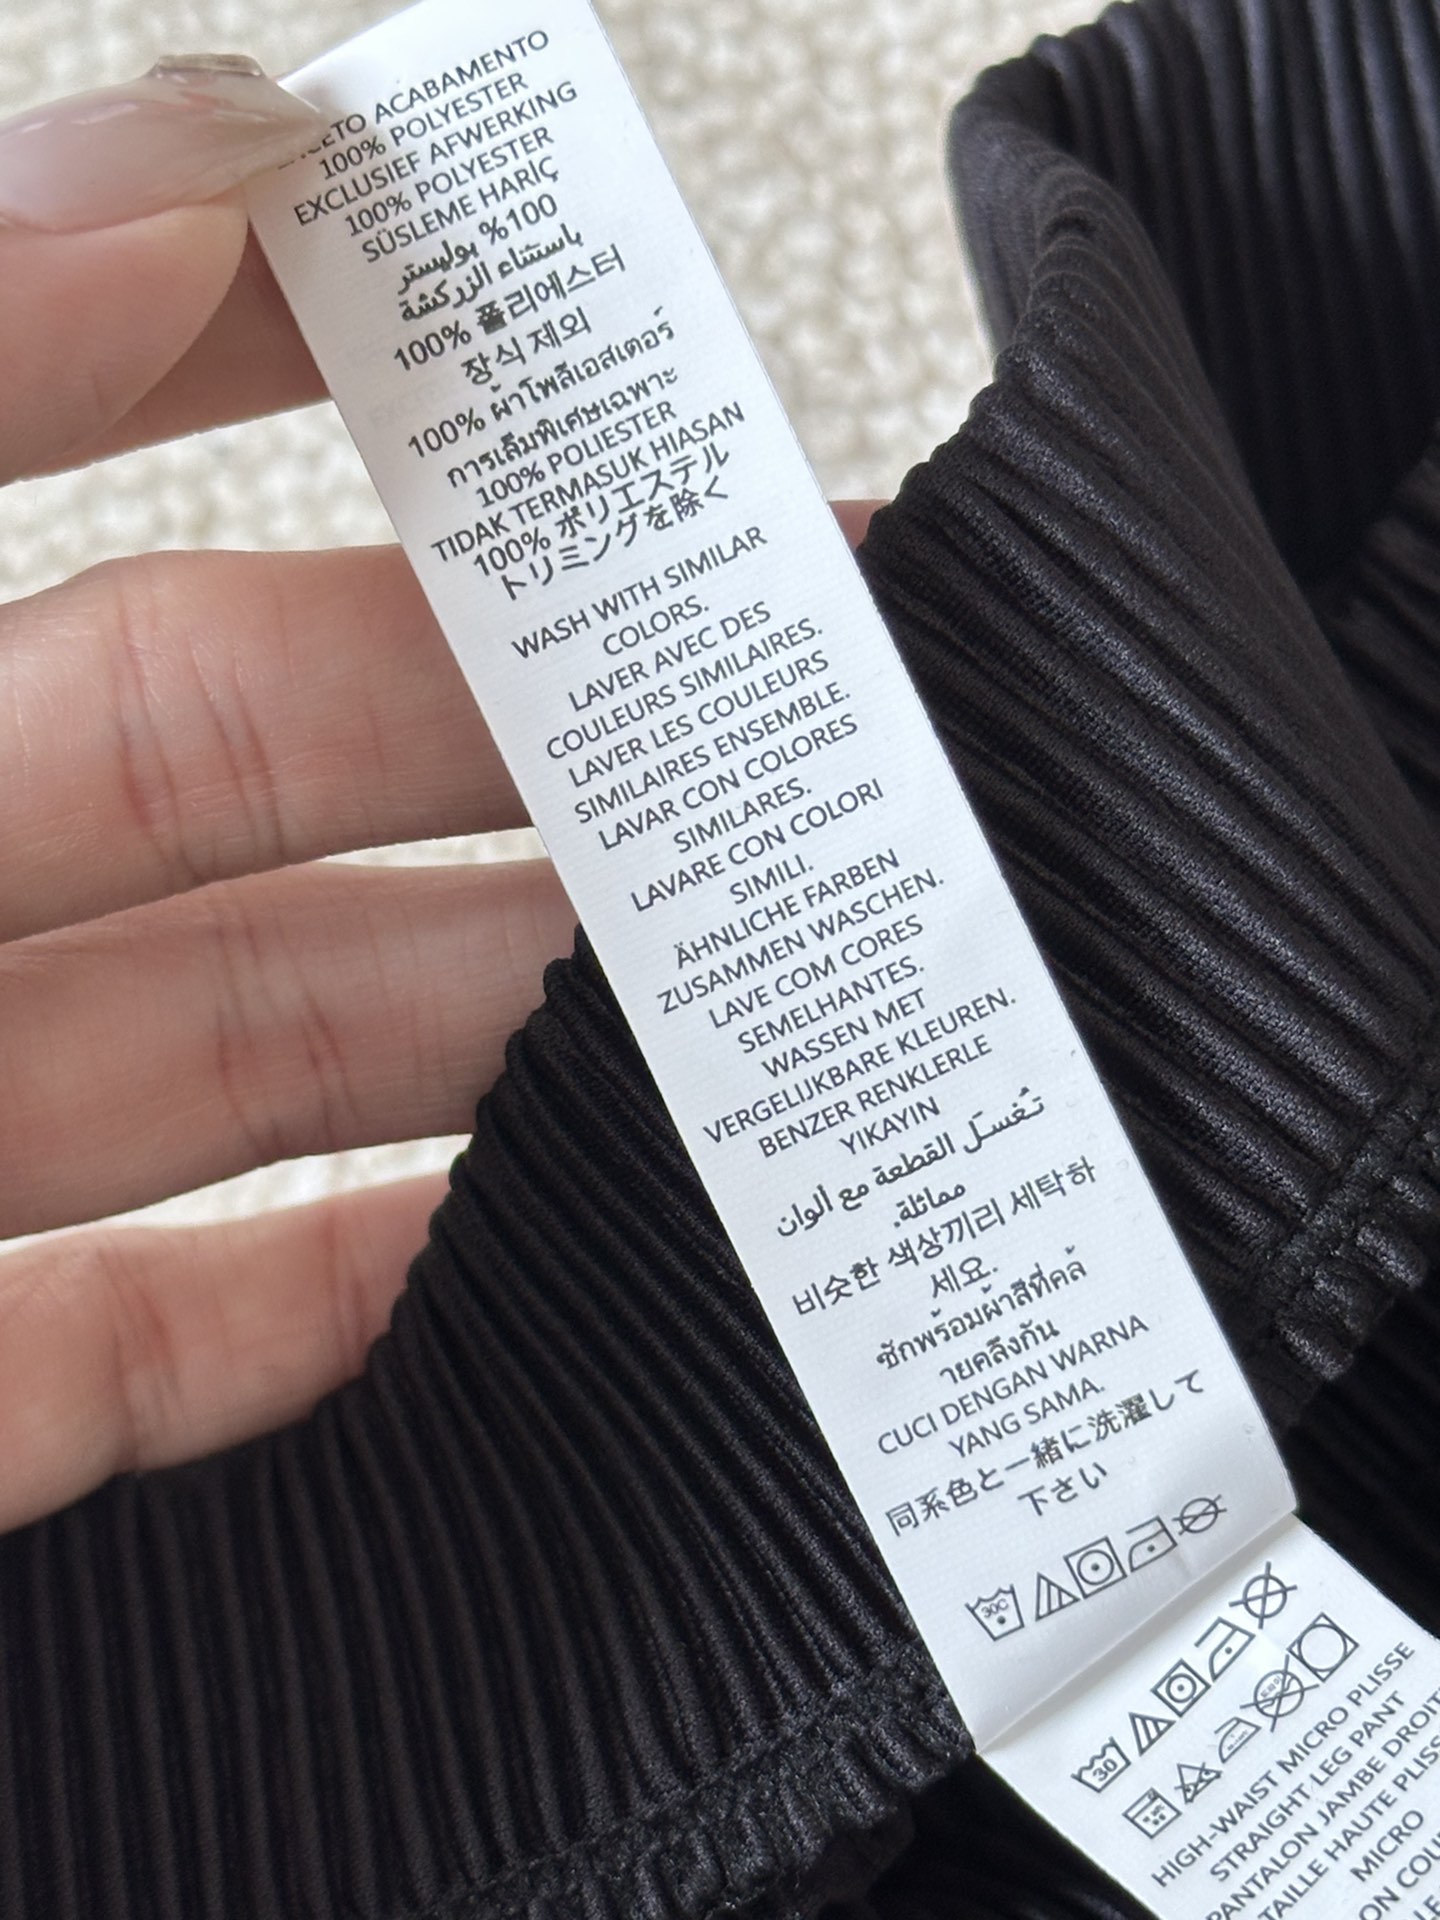 ACABAMENTO
100% POLYESTER
EXCLUSIEF AFWERKING
100% POLYESTER
SÜSLEME HARİÇ
100% بوليستر
باستثناء الزركشة
100% 폴리에스터
장식 제외
100% ผ้าโพลีเอสเตอร์
การเล็มพิเศษเฉพาะ
100% POLIESTER
TIDAK TERMASUK HIASAN
100% ポリエステル
トリミングを除く
WASH WITH SIMILAR
COLORS.
LAVER AVEC DES
COULEURS SIMILAIRES.
LAVER LES COULEURS
SIMILAIRES ENSEMBLE.
LAVAR CON COLORES
SIMILARES.
LAVARE CON COLORI
SIMILI.
ÄHNLICHE FARBEN
ZUSAMMEN WASCHEN.
LAVE COM CORES
SEMELHANTES.
WASSEN MET
VERGELIJKBARE KLEUREN.
BENZER RENKLERLE
YIKAYIN
تُغسَل القطعة مع ألوان
مماثلة.
비슷한 색상끼리 세탁하
세요.
ซักพร้อมผ้าสีที่คล้
ายคลึงกัน
CUCI DENGAN WARNA
YANG SAMA.
同系色と一緒に洗濯して
下さい
30C
30
HIGH-WAIST MICRO PLISSE
STRAIGHT LEG PANT
PANTALON JAMBE
TAILLE HAUTE
MICRO